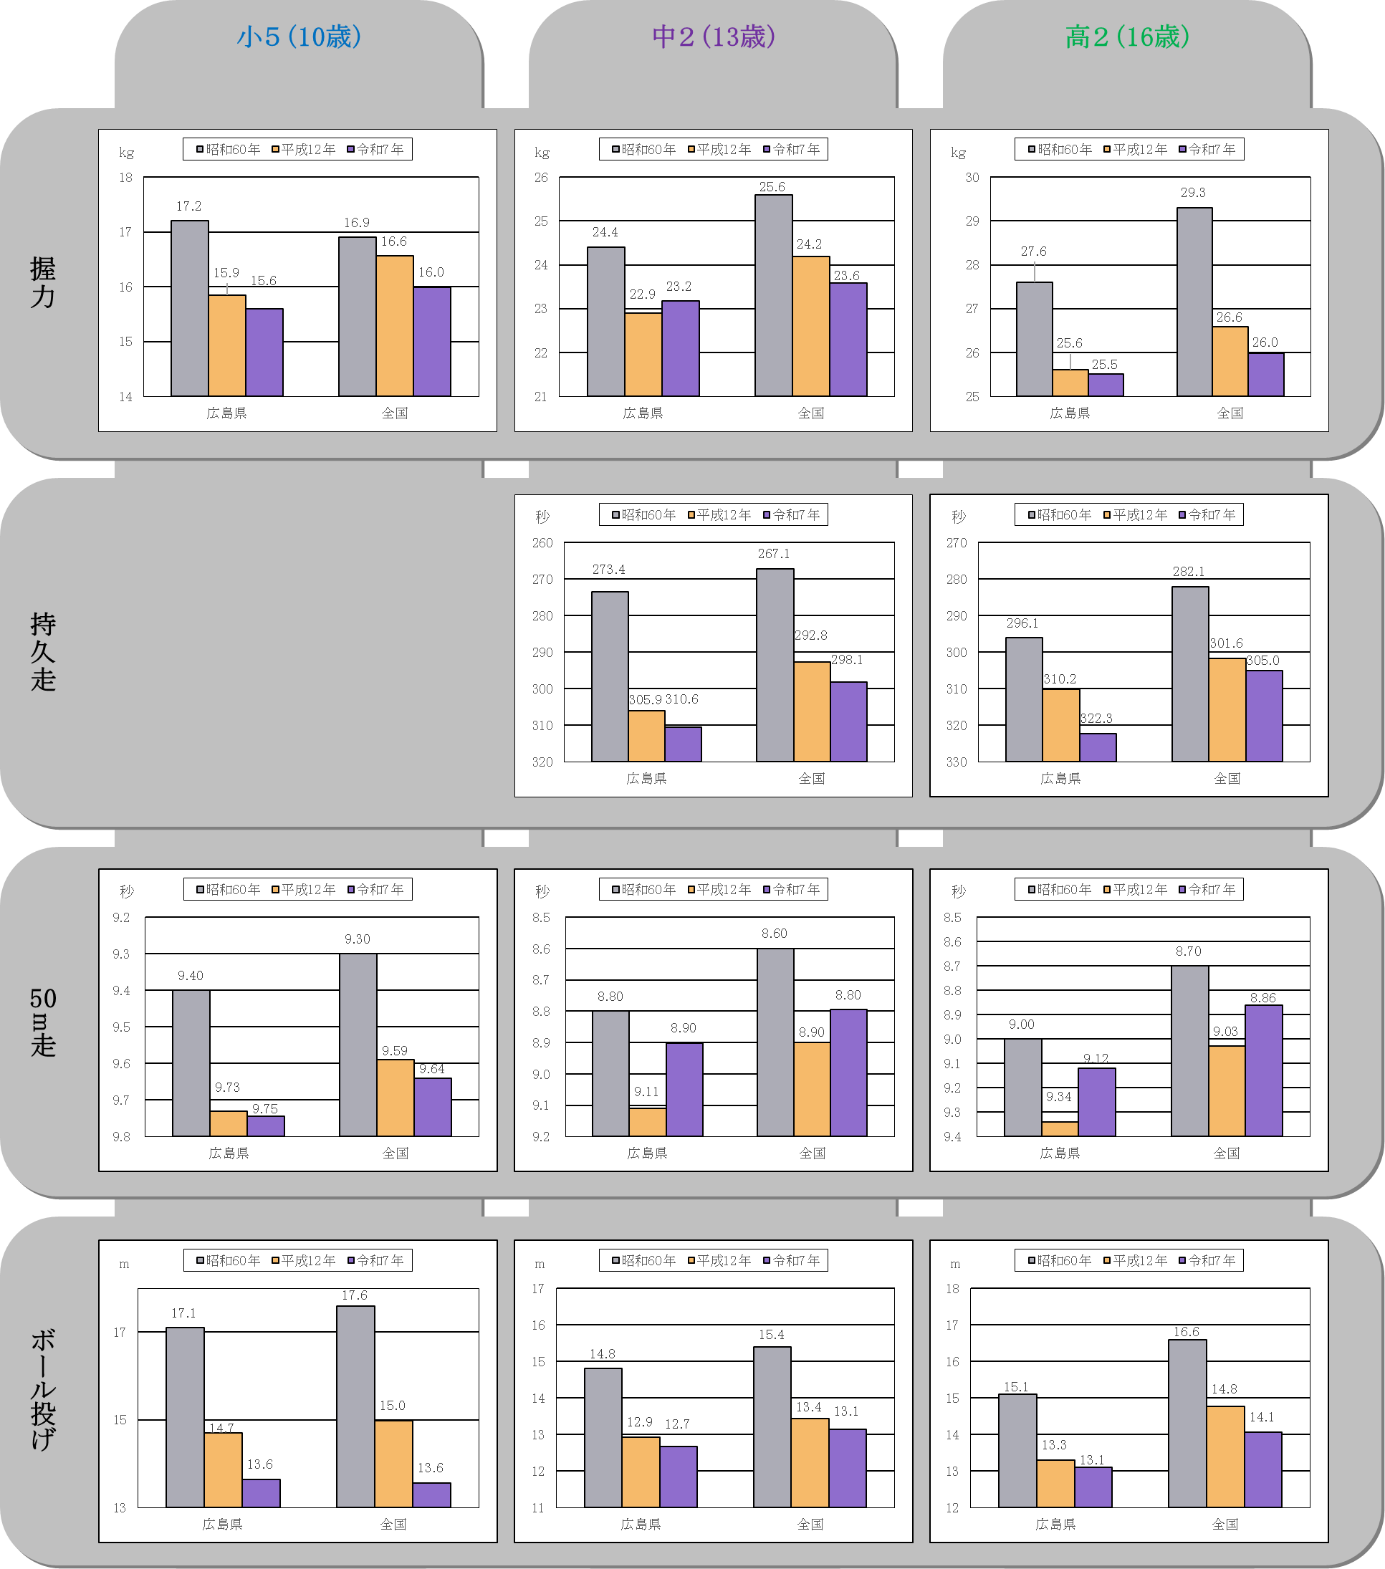 小５(10歳)
中２(13歳)
高２(16歳)
握力
kg
昭和60年 平成12年 令和7年
18
17
16
15
14
17.2
15.9
15.6
16.9
16.6
16.0
広島県
全国
kg
昭和60年 平成12年 令和7年
26
25
24
23
22
21
24.4
22.9
23.2
25.6
24.2
23.6
広島県
全国
kg
昭和60年 平成12年 令和7年
30
29
28
27
26
25
27.6
25.6
25.5
29.3
26.6
26.0
広島県
全国
持久走
秒
昭和60年 平成12年 令和7年
260
270
280
290
300
310
320
273.4
305.9
310.6
267.1
292.8
298.1
広島県
全国
秒
昭和60年 平成12年 令和7年
270
280
290
300
310
320
330
296.1
310.2
322.3
282.1
301.6
305.0
広島県
全国
50m走
秒
昭和60年 平成12年 令和7年
9.2
9.3
9.4
9.5
9.6
9.7
9.8
9.40
9.73
9.75
9.30
9.59
9.64
広島県
全国
秒
昭和60年 平成12年 令和7年
8.5
8.6
8.7
8.8
8.9
9.0
9.1
9.2
8.80
9.11
8.90
8.60
8.90
8.80
広島県
全国
秒
昭和60年 平成12年 令和7年
8.5
8.6
8.7
8.8
8.9
9.0
9.1
9.2
9.3
9.4
9.00
9.34
9.12
8.70
9.03
8.86
広島県
全国
ボール投げ
m
昭和60年 平成12年 令和7年
17
15
13
17.1
14.7
13.6
17.6
15.0
13.6
広島県
全国
m
昭和60年 平成12年 令和7年
17
16
15
14
13
12
11
14.8
12.9
12.7
15.4
13.4
13.1
広島県
全国
m
昭和60年 平成12年 令和7年
18
17
16
15
14
13
12
15.1
13.3
13.1
16.6
14.8
14.1
広島県
全国